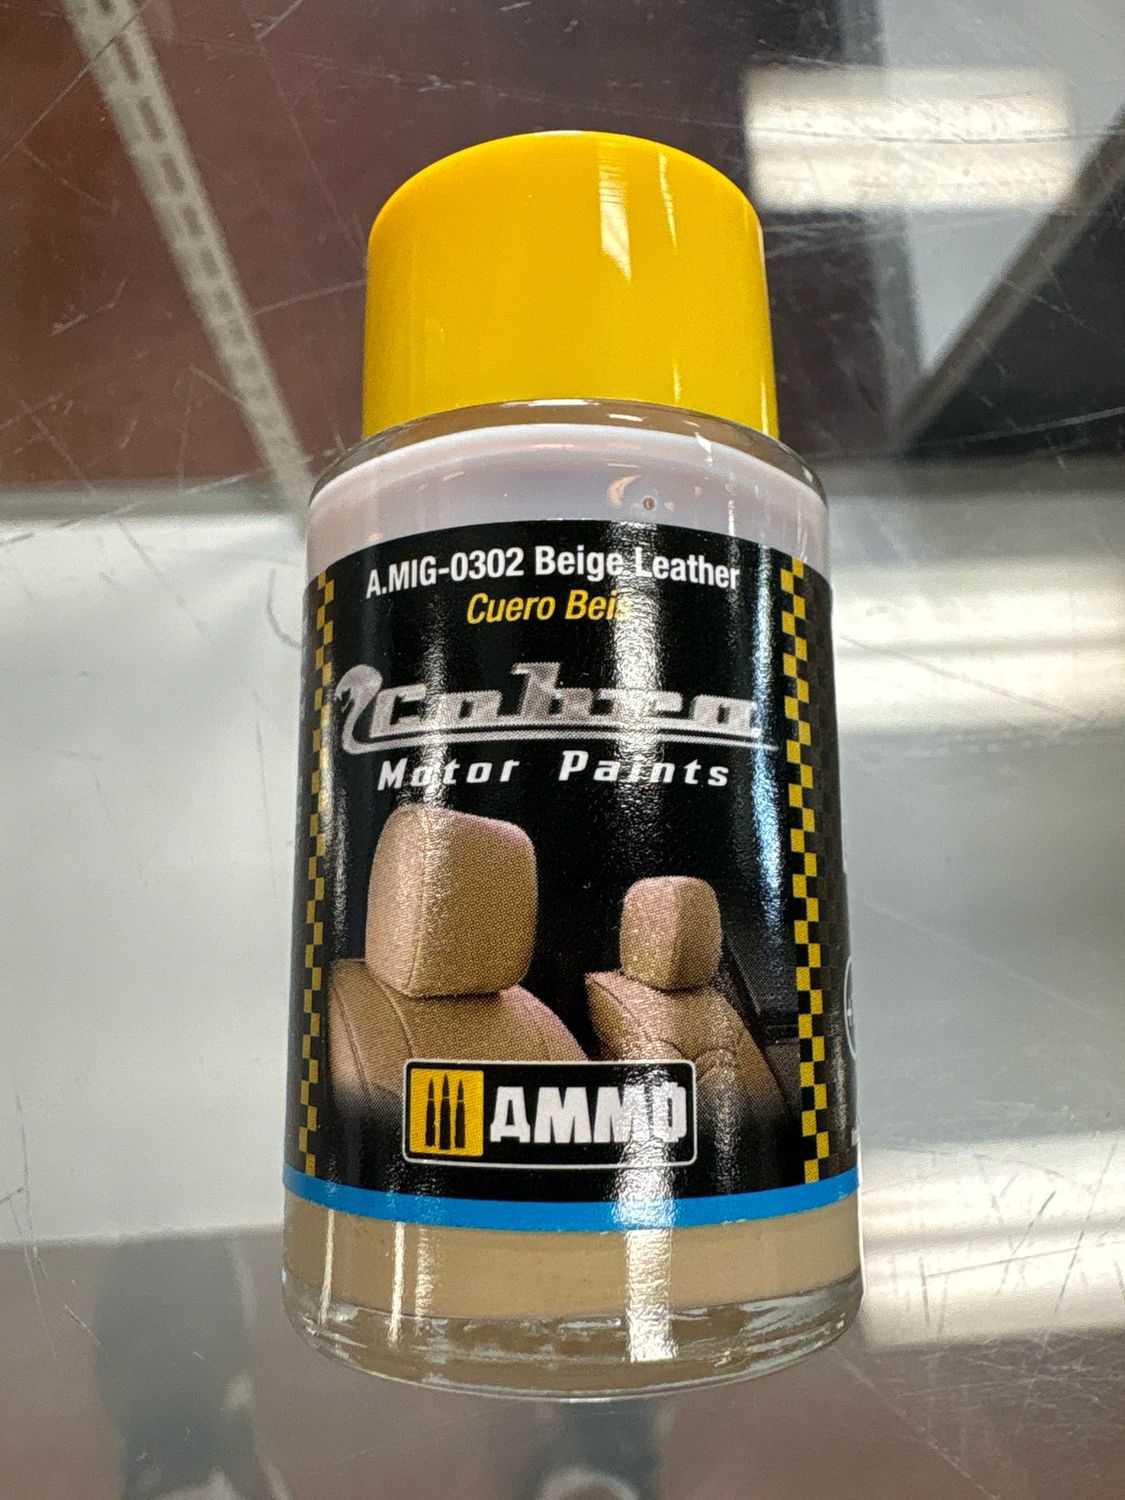 A.MIG-0302 Beige Leather
Cuero Beis
Cobra
Motor Paints
AMMO